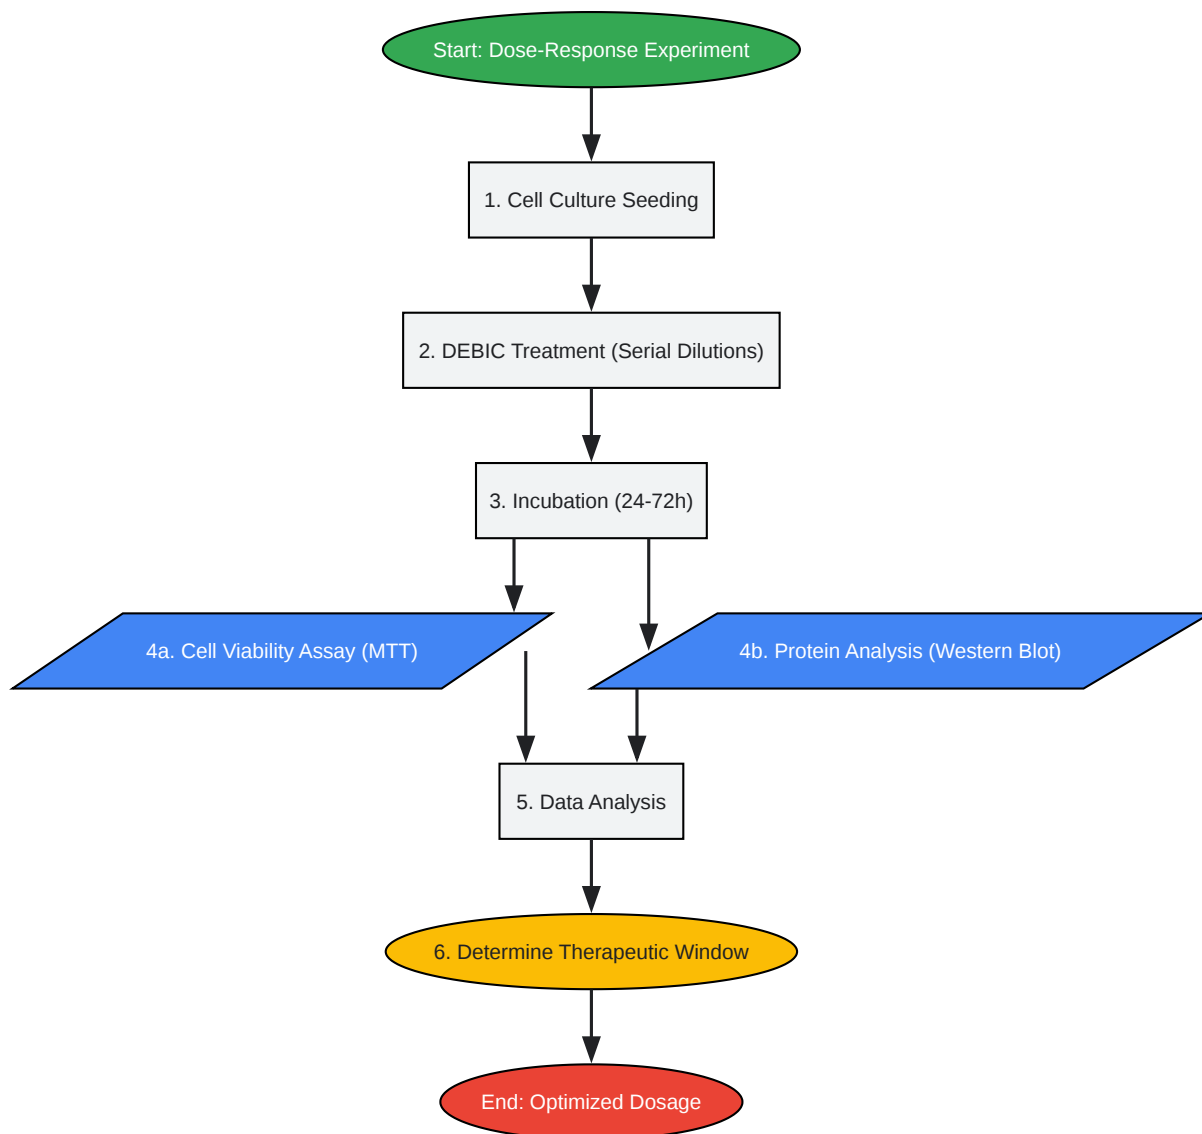 Start: Dose-Response Experiment
1. Cell Culture Seeding
2. DEBIC Treatment (Serial Dilutions)
3. Incubation (24-72h)
4a. Cell Viability Assay (MTT)
4b. Protein Analysis (Western Blot)
5. Data Analysis
6. Determine Therapeutic Window
End: Optimized Dosage